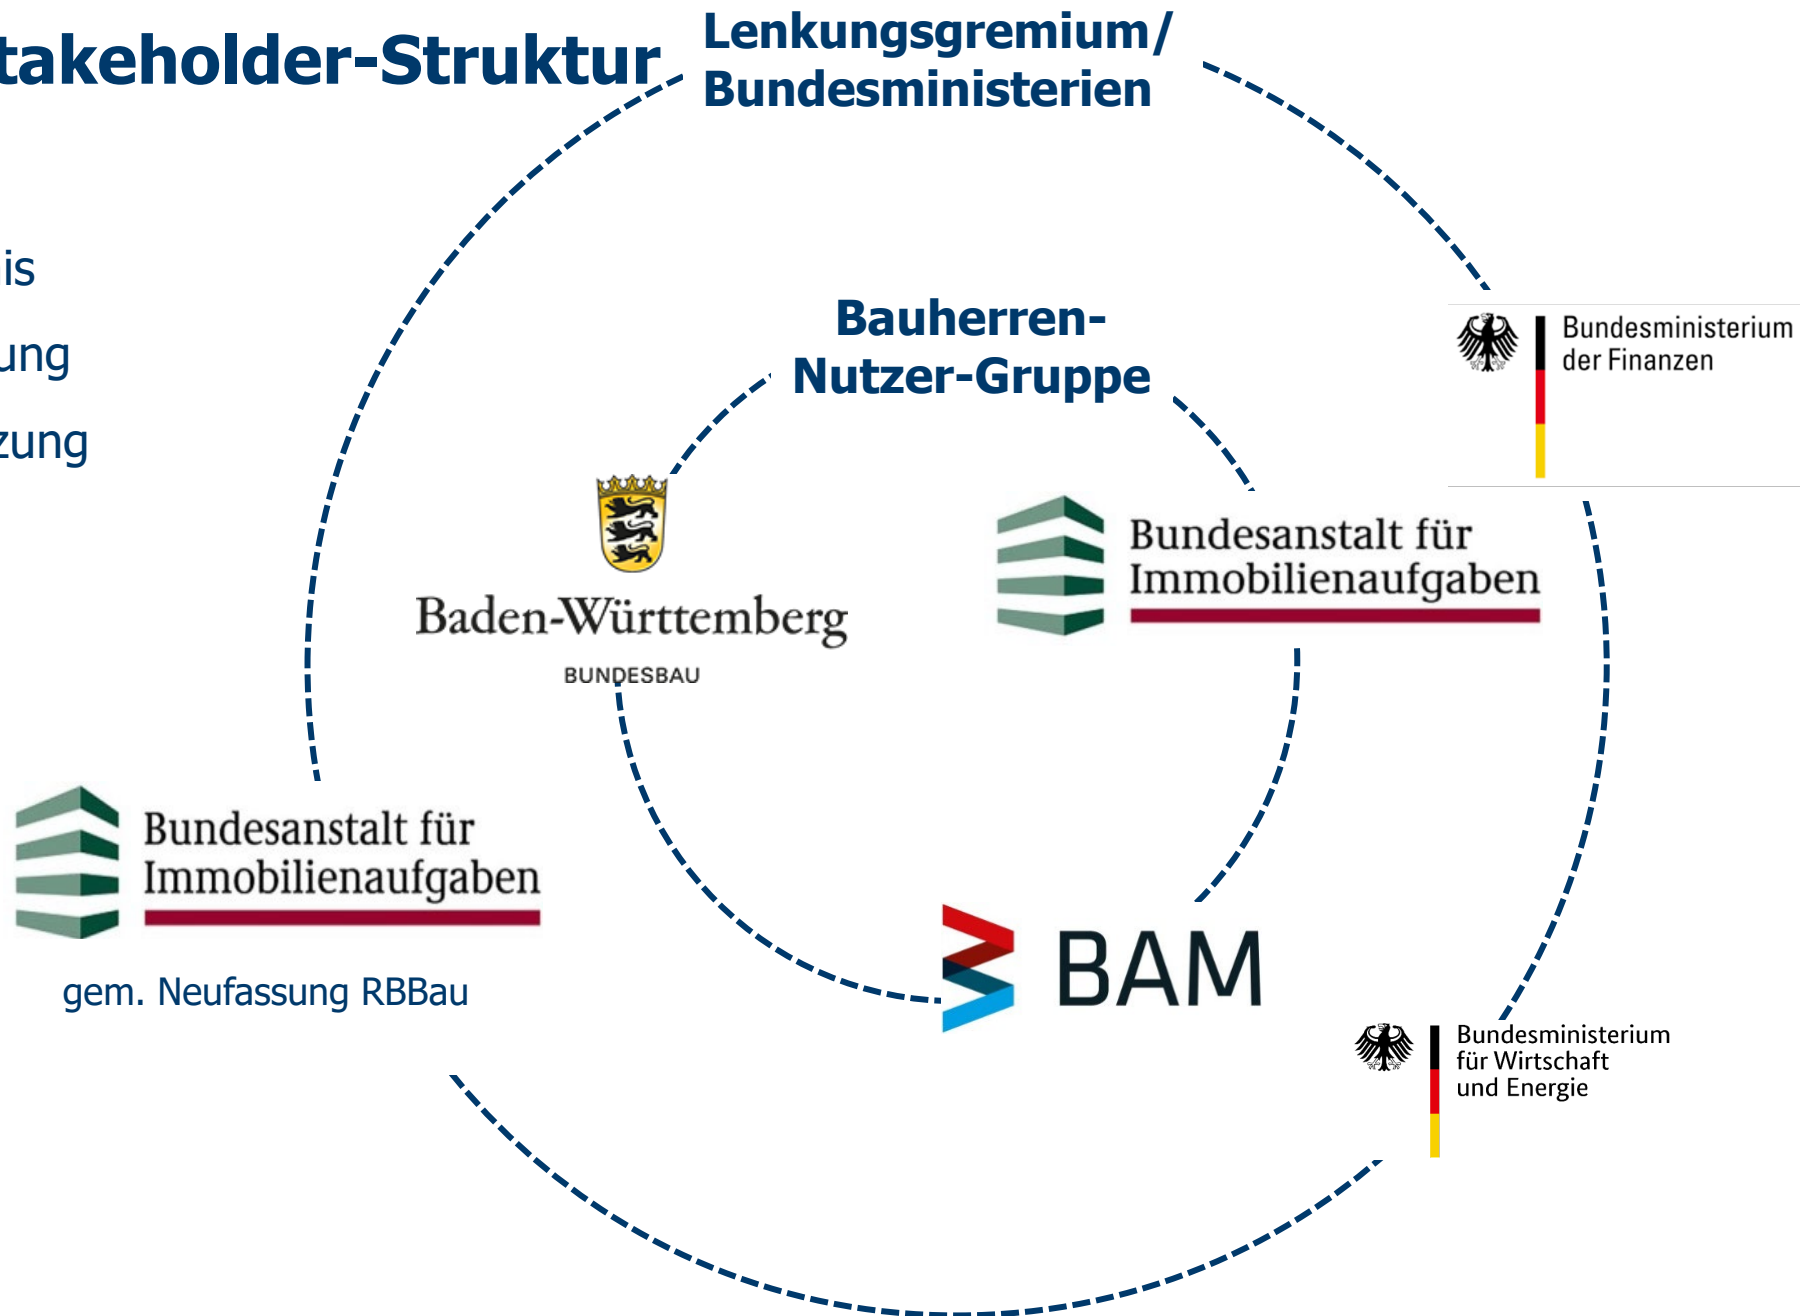 takeholder-Struktur
Lenkungsgremium/
Bundesministerien
is
ung
zung
Bauherren-
Nutzer-Gruppe
Bundesministerium
der Finanzen
Baden-Württemberg
BUNDESBAU
Bundesanstalt für
Immobilienaufgaben
Bundesanstalt für
Immobilienaufgaben
gem. Neufassung RBBau
BAM
Bundesministerium
für Wirtschaft
und Energie